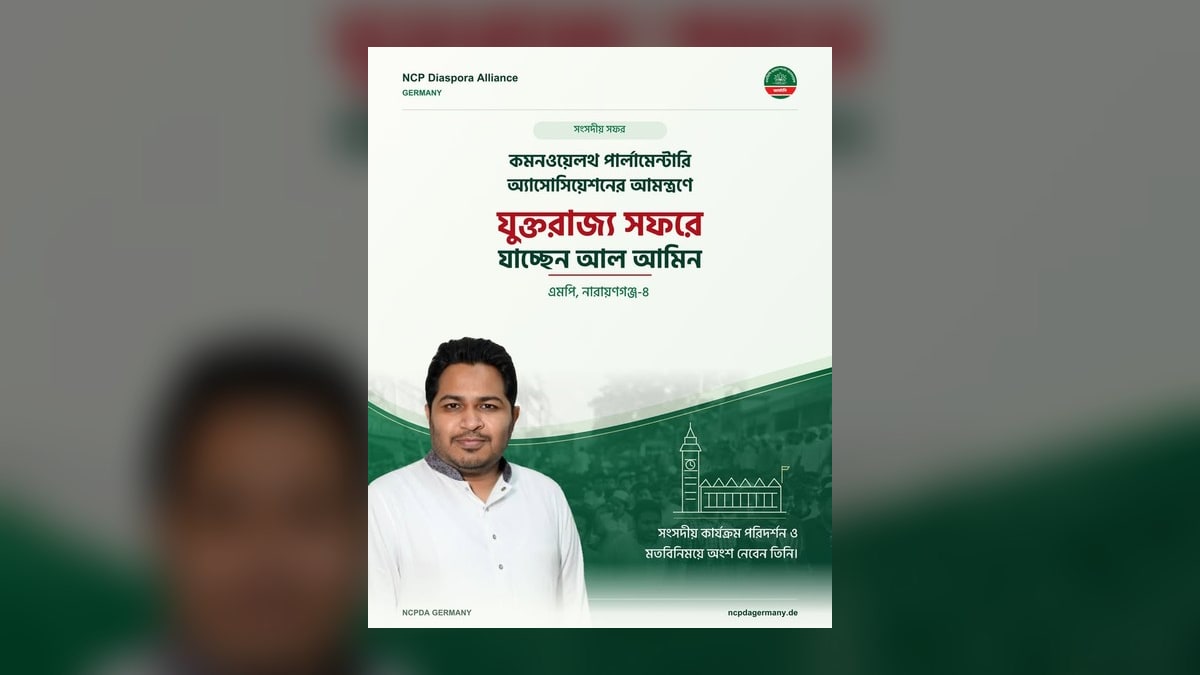 NCP Diaspora Alliance
GERMANY
সংসদীয় সফর
কমনওয়েলথ পার্লামেন্টারি
অ্যাসোসিয়েশনের আমন্ত্রণে
যুক্তরাজ্য সফরে
যাচ্ছেন আল আমিন
এমপি, নারায়ণগঞ্জ-৪
সংসদীয় কার্যক্রম পরিদর্শন ও
মতবিনিময়ে অংশ নেবেন তিনি।
NCPDA GERMANY
ncpdagermany.de